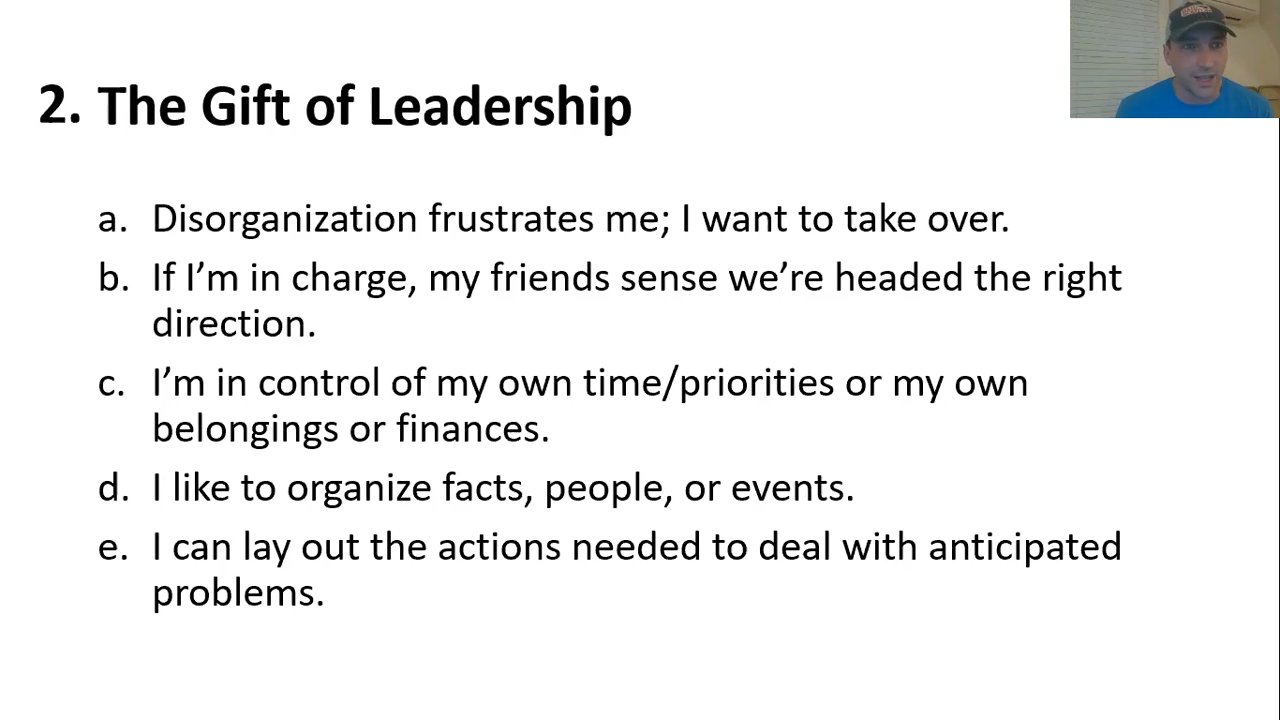 2. The Gift of Leadership
a. Disorganization frustrates me; I want to take over.
b. If I’m in charge, my friends sense we’re headed the right
direction.
c. I’m in control of my own time/priorities or my own
belongings or finances.
d. I like to organize facts, people, or events.
e. I can lay out the actions needed to deal with anticipated
problems.